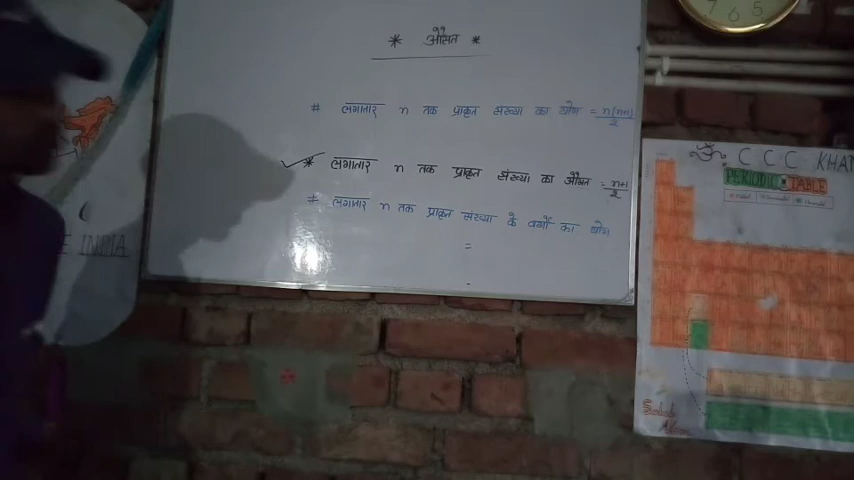 * औसत *
# लगातार n तक प्राकृत संख्या का योग = n(n+1)/2
✓* लगातार n तक प्राकृत संख्या का औसत = n+1/2
# लगातार n तक प्राकृत संख्या के वर्गो का योग
=
ॐ C C C KHAN
PERIODIC TABLE
INDIA
7 6 5